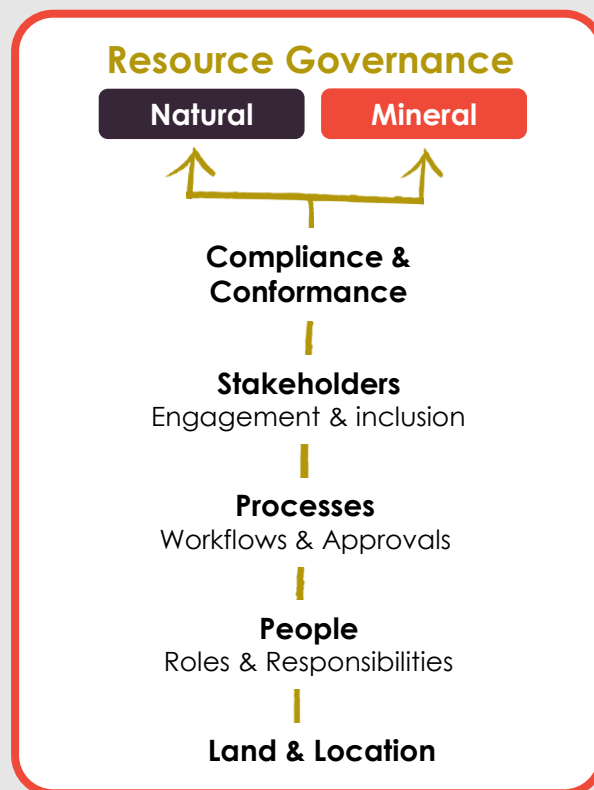 Resource Governance
Natural
Mineral
Compliance &
Conformance
Stakeholders
Engagement & inclusion
Processes
Workflows & Approvals
People
Roles & Responsibilities
Land & Location